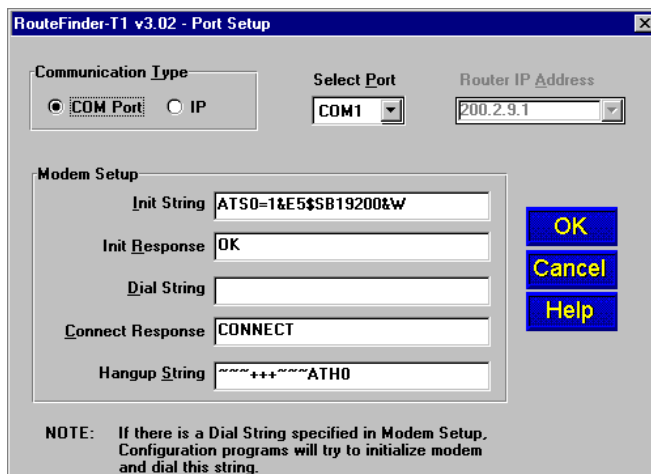 RouteFinder-T1 v3.02 - Port Setup
Communication Type
COM Port
IP
Select Port
COM1
Router IP Address
200.2.9.1
Modem Setup
Init String
ATS0=1&E5$SB19200&W
Init Response
OK
Dial String
Connect Response
CONNECT
Hangup String
~~~+++~~~ATH0
OK
Cancel
Help
NOTE: If there is a Dial String specified in Modem Setup,
Configuration programs will try to initialize modem
and dial this string.